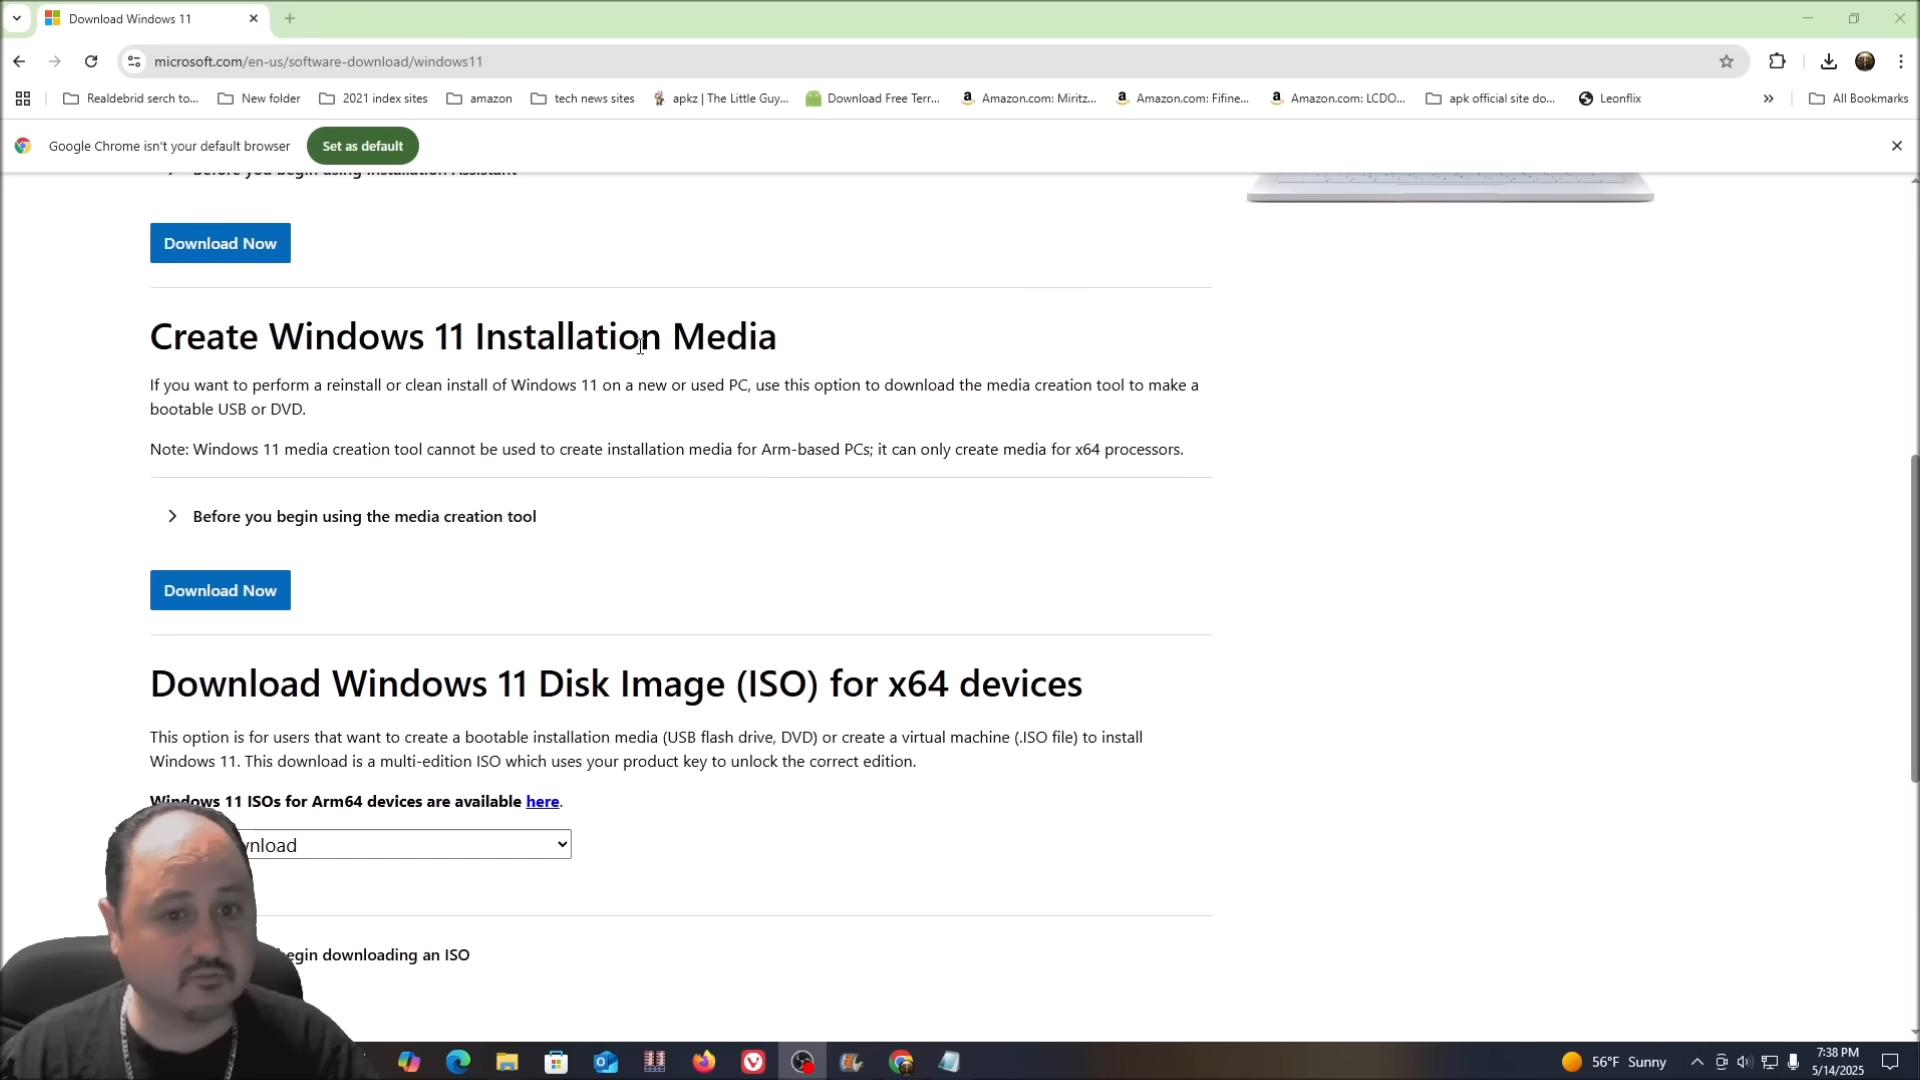 Download Windows 11
microsoft.com/en-us/software-download/windows11
Realdebrid serch to... New folder 2021 index sites amazon tech news sites apkz | The Little Guy... Download Free Terr... Amazon.com: Miritz... Amazon.com: Fifine... Amazon.com: LCDO... apk official site do... Leonflix » All Bookmarks
Google Chrome isn't your default browser Set as default
Before you begin using Installation Assistant
Download Now
Create Windows 11 Installation Media
If you want to perform a reinstall or clean install of Windows 11 on a new or used PC, use this option to download the media creation tool to make a
bootable USB or DVD.
Note: Windows 11 media creation tool cannot be used to create installation media for Arm-based PCs; it can only create media for x64 processors.
Before you begin using the media creation tool
Download Now
Download Windows 11 Disk Image (ISO) for x64 devices
This option is for users that want to create a bootable installation media (USB flash drive, DVD) or create a virtual machine (.ISO file) to install
Windows 11. This download is a multi-edition ISO which uses your product key to unlock the correct edition.
Windows 11 ISOs for Arm64 devices are available here.
wnload
egin downloading an ISO
56°F Sunny
7:38 PM
5/14/2025